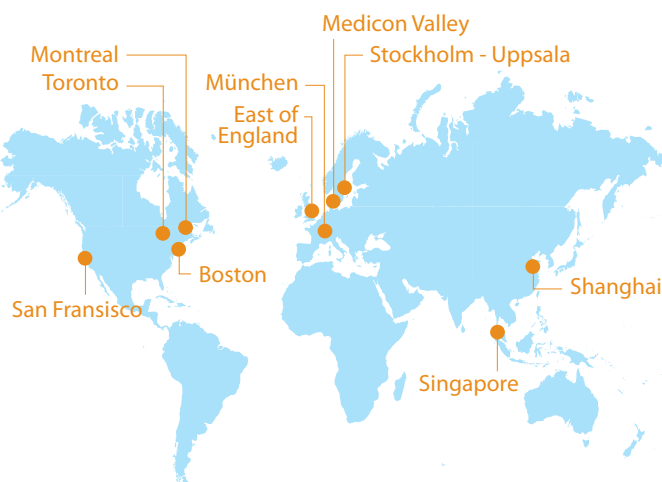 Medicon Valley
Montreal
Stockholm - Uppsala
Toronto
München
East of
England
Boston
Shanghai
San Fransisco
Singapore